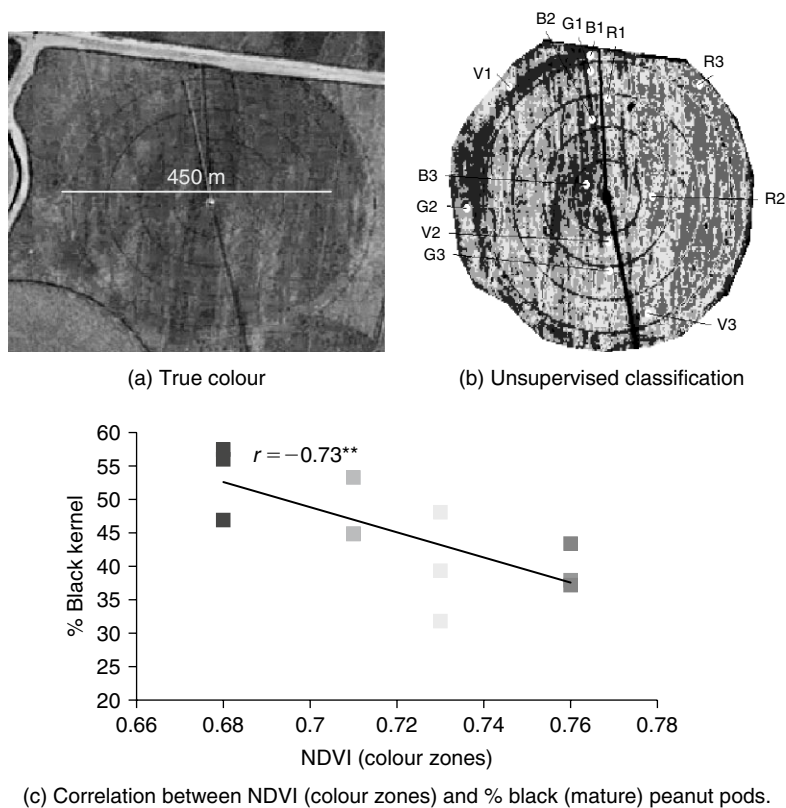 450 m
B2
G1
B1
R1
V1
R3
B3
G2
R2
V2
G3
V3
(a) True colour
(b) Unsupervised classification
60
55
50
45
40
35
30
25
20
r = −0.73**
% Black kernel
0.66
0.68
0.7
0.72
0.74
0.76
0.78
NDVI (colour zones)
(c) Correlation between NDVI (colour zones) and % black (mature) peanut pods.